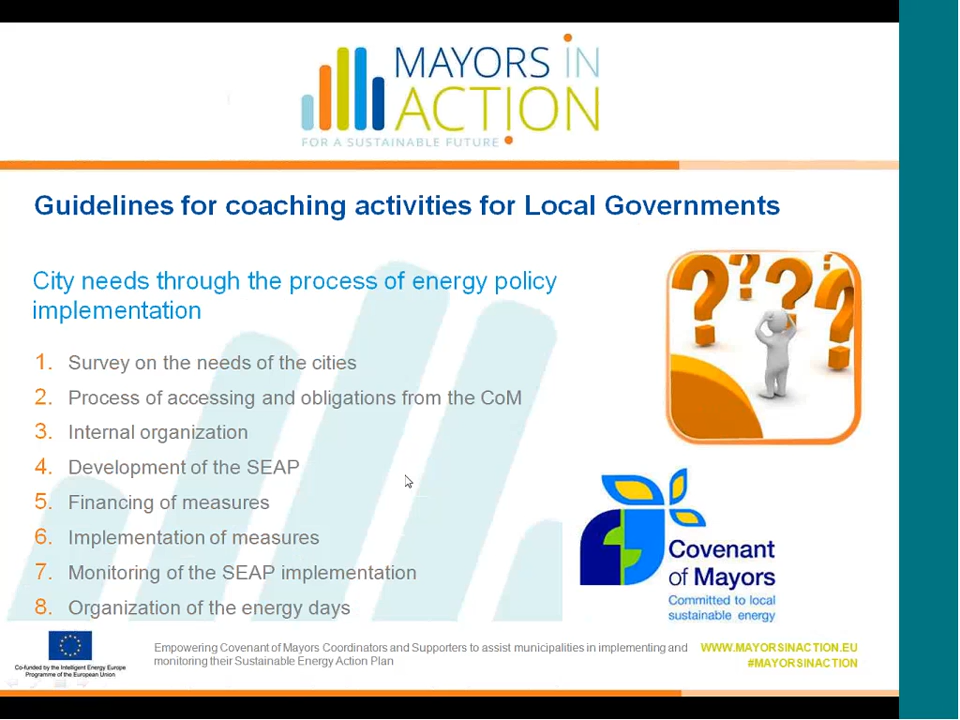 MAYORS IN
ACTION
FOR A SUSTAINABLE FUTURE
Guidelines for coaching activities for Local Governments
City needs through the process of energy policy
implementation
1. Survey on the needs of the cities
2. Process of accessing and obligations from the CoM
3. Internal organization
4. Development of the SEAP
5. Financing of measures
6. Implementation of measures
7. Monitoring of the SEAP implementation
8. Organization of the energy days
Covenant
of Mayors
Committed to local
sustainable energy
Co-funded by the Intelligent Energy Europe
Programme of the European Union
Empowering Covenant of Mayors Coordinators and Supporters to assist municipalities in implementing and
monitoring their Sustainable Energy Action Plan
WWW.MAYORSINACTION.EU
#MAYORSINACTION